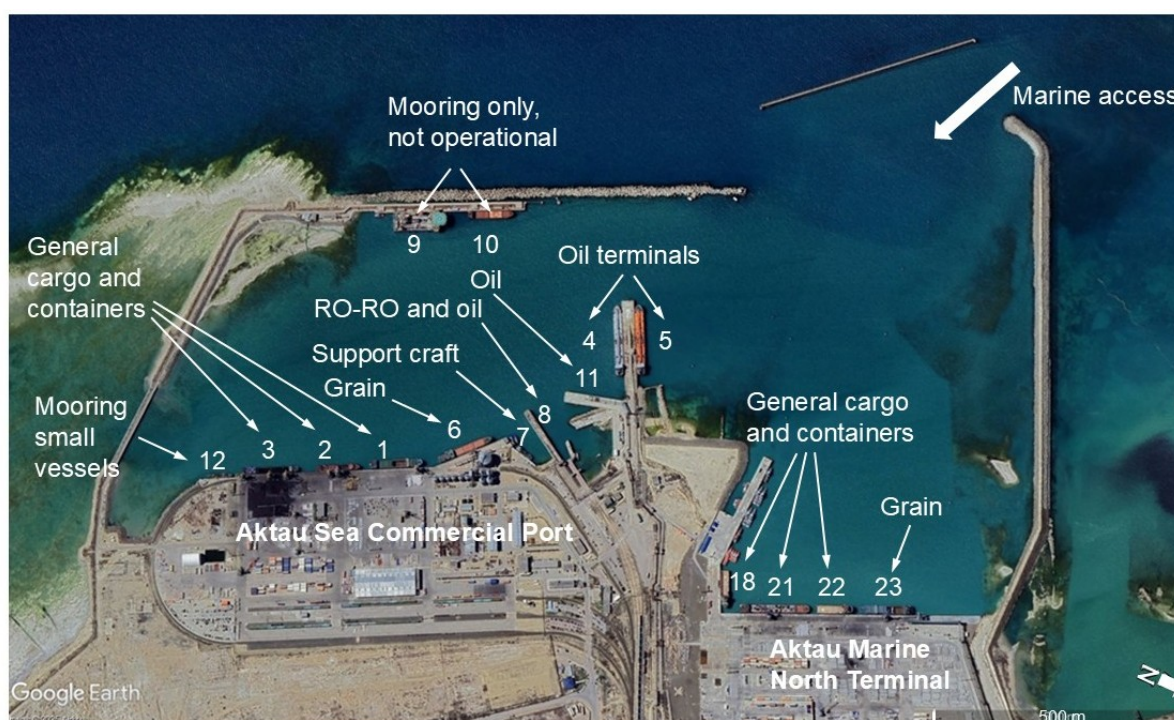 Marine access
Mooring only,
not operational
9
10
General
cargo and
containers
Oil terminals
Oil
RO-RO and oil
4
5
Support craft
11
Grain
8
General cargo
and containers
Mooring
small
vessels
6
7
12
3
2
1
Grain
Aktau Sea Commercial Port
18
21
22
23
Aktau Marine
North Terminal
Google Earth
N
500 m